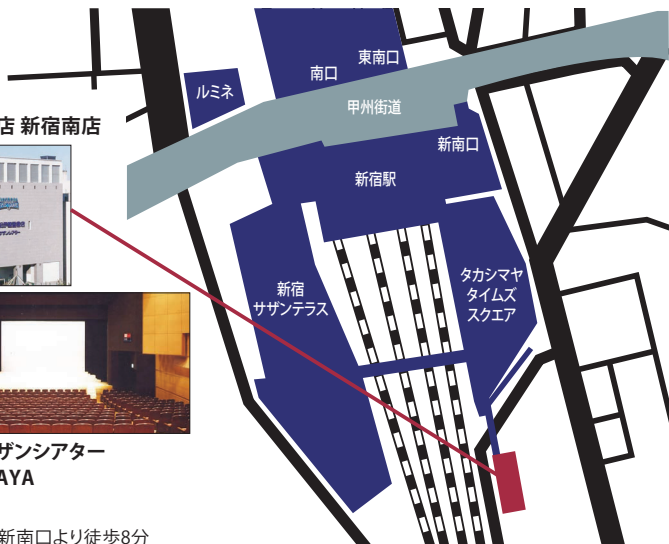 東南口
南口
ルミネ
甲州街道
店 新宿南店
新南口
新宿駅
新宿
サザンテラス
タカシマヤ
タイムズ
スクエア
ザンシアター
AYA
新南口より徒歩8分